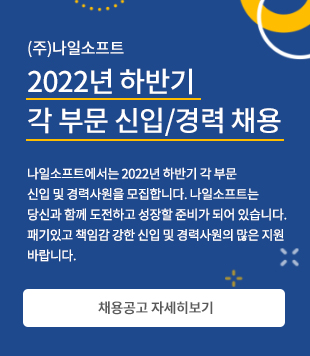 (주)나일소프트
2022년 하반기
각 부문 신입/경력 채용
나일소프트에서는 2022년 하반기 각 부문
신입 및 경력사원을 모집합니다. 나일소프트는
당신과 함께 도전하고 성장할 준비가 되어 있습니다.
패기있고 책임감 강한 신입 및 경력사원의 많은 지원
바랍니다.
채용공고 자세히보기